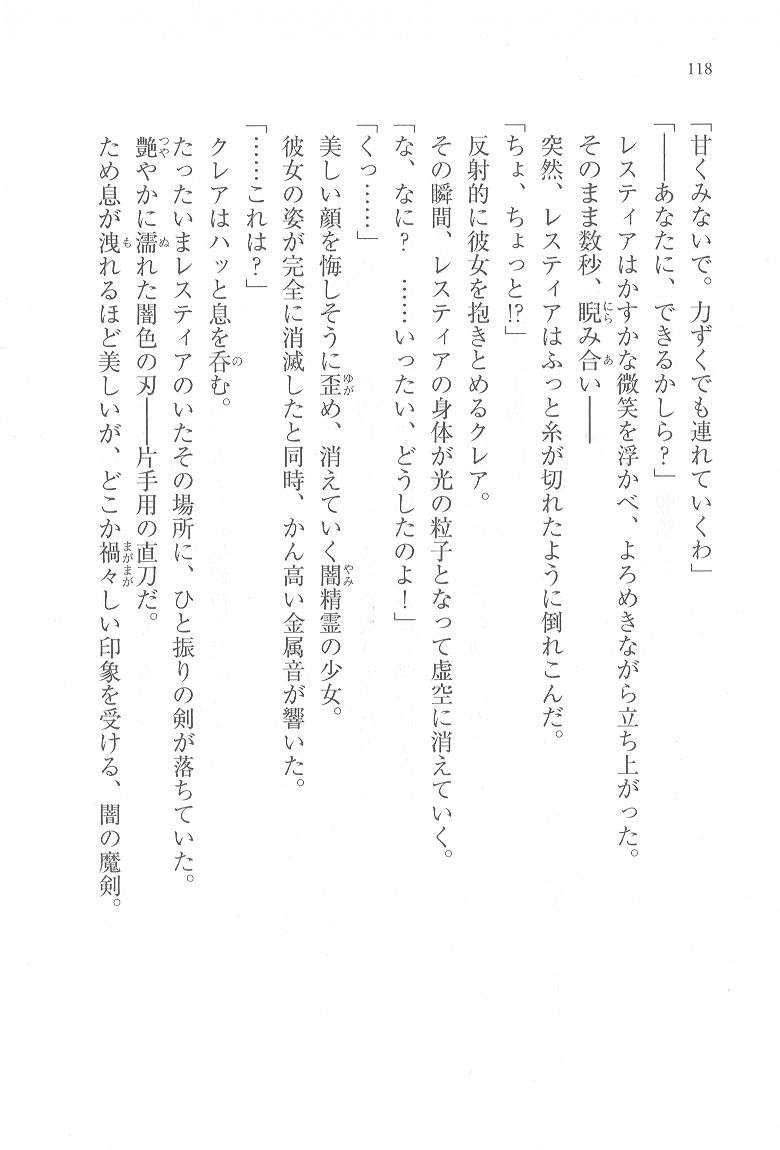 118
「甘くみないで。力ずくでも連れていくわ」
「――あなたに、できるかしら？」
レスティアはかすかな微笑を浮かべ、よろめきながら立ち上がった。
そのまま数秒、睨み合い――
突然、レスティアはふっと糸が切れたように倒れこんだ。
「ちょ、ちょっと!?」
反射的に彼女を抱きとめるクレア。
その瞬間、レスティアの身体が光の粒子となって虚空に消えていく。
「な、なに？　……いったい、どうしたのよ！」
「くっ……」
美しい顔を悔しそうに歪め、消えていく闇精霊の少女。
彼女の姿が完全に消滅したと同時、かん高い金属音が響いた。
「……これは？」
クレアはハッと息を呑む。
たったいまレスティアのいたその場所に、ひと振りの剣が落ちていた。
艶やかに濡れた闇色の刃――片手用の直刀だ。
ため息が洩れるほど美しいが、どこか禍々しい印象を受ける、闇の魔剣。